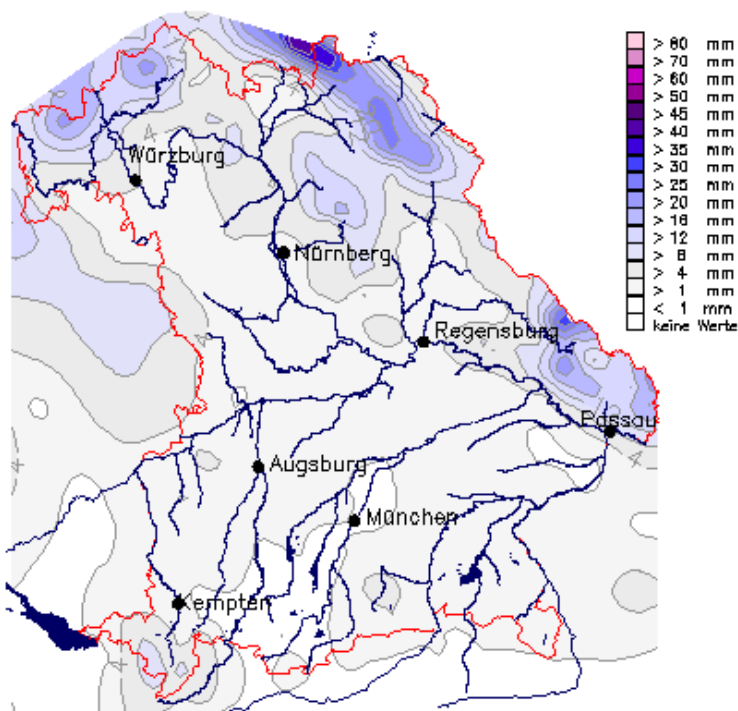 > 80 mm
> 70 mm
> 60 mm
> 50 mm
> 45 mm
> 40 mm
> 35 mm
> 30 mm
> 25 mm
> 20 mm
> 16 mm
> 12 mm
> 8 mm
> 4 mm
> 1 mm
< 1 mm
keine Werte
Würzburg
Nürnberg
Regensburg
Passau
Augsburg
München
Kempten